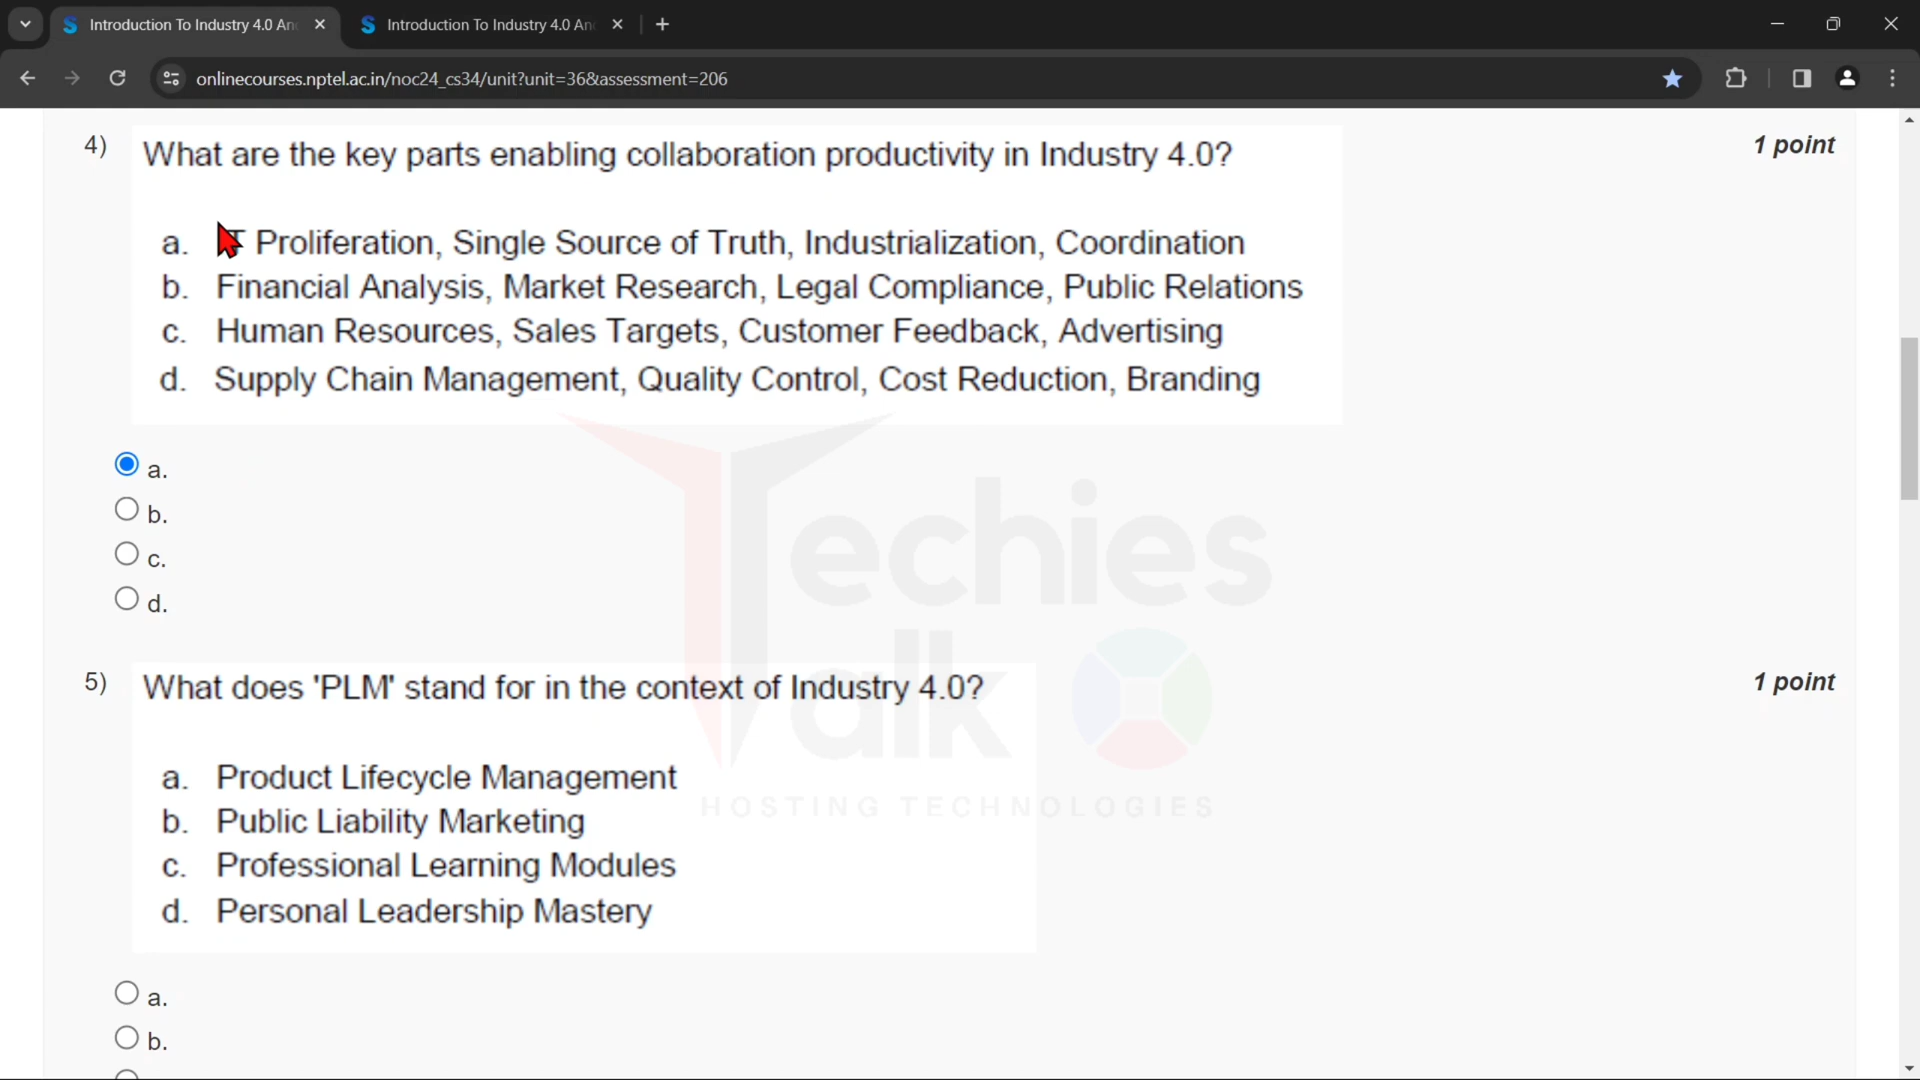 Introduction To Industry 4.0 An
Introduction To Industry 4.0 An
onlinecourses.nptel.ac.in/noc24_cs34/unit?unit=36&assessment=206
4) What are the key parts enabling collaboration productivity in Industry 4.0? 1 point
a. Proliferation, Single Source of Truth, Industrialization, Coordination
b. Financial Analysis, Market Research, Legal Compliance, Public Relations
c. Human Resources, Sales Targets, Customer Feedback, Advertising
d. Supply Chain Management, Quality Control, Cost Reduction, Branding
a.
b.
c.
d.
Techies
Talk
HOSTING TECHNOLOGIES
5) What does 'PLM' stand for in the context of Industry 4.0? 1 point
a. Product Lifecycle Management
b. Public Liability Marketing
c. Professional Learning Modules
d. Personal Leadership Mastery
a.
b.